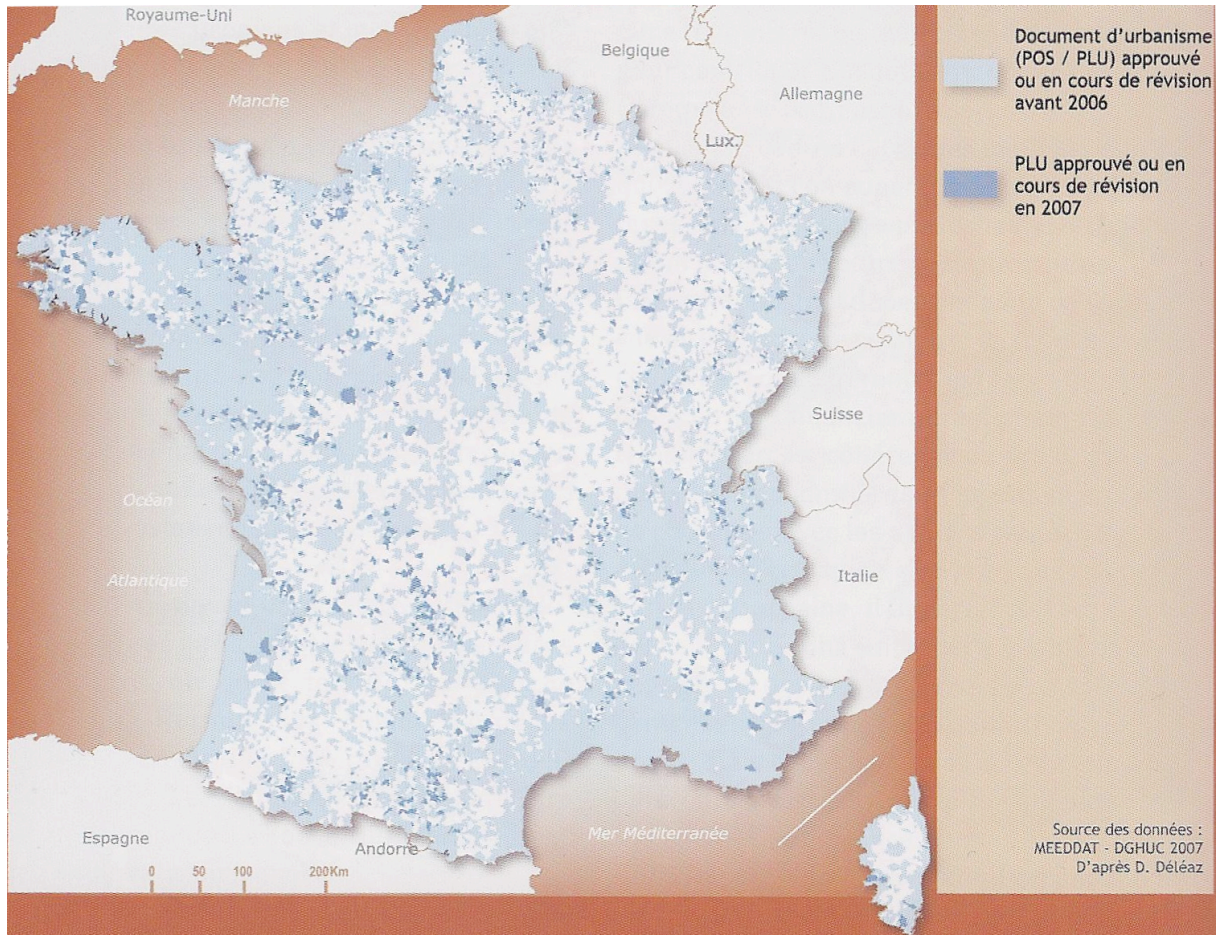 Royaume-Uni
Belgique
Allemagne
Manche
Lux.
Suisse
Océan
Atlantique
Italie
Mer Méditerranée
Espagne
Andorre
0 50 100 200Km
Document d'urbanisme
(POS / PLU) approuvé
ou en cours de révision
avant 2006
PLU approuvé ou en
cours de révision
en 2007
Source des données :
MEEDDAT - DGHUC 2007
D'après D. Déléaz